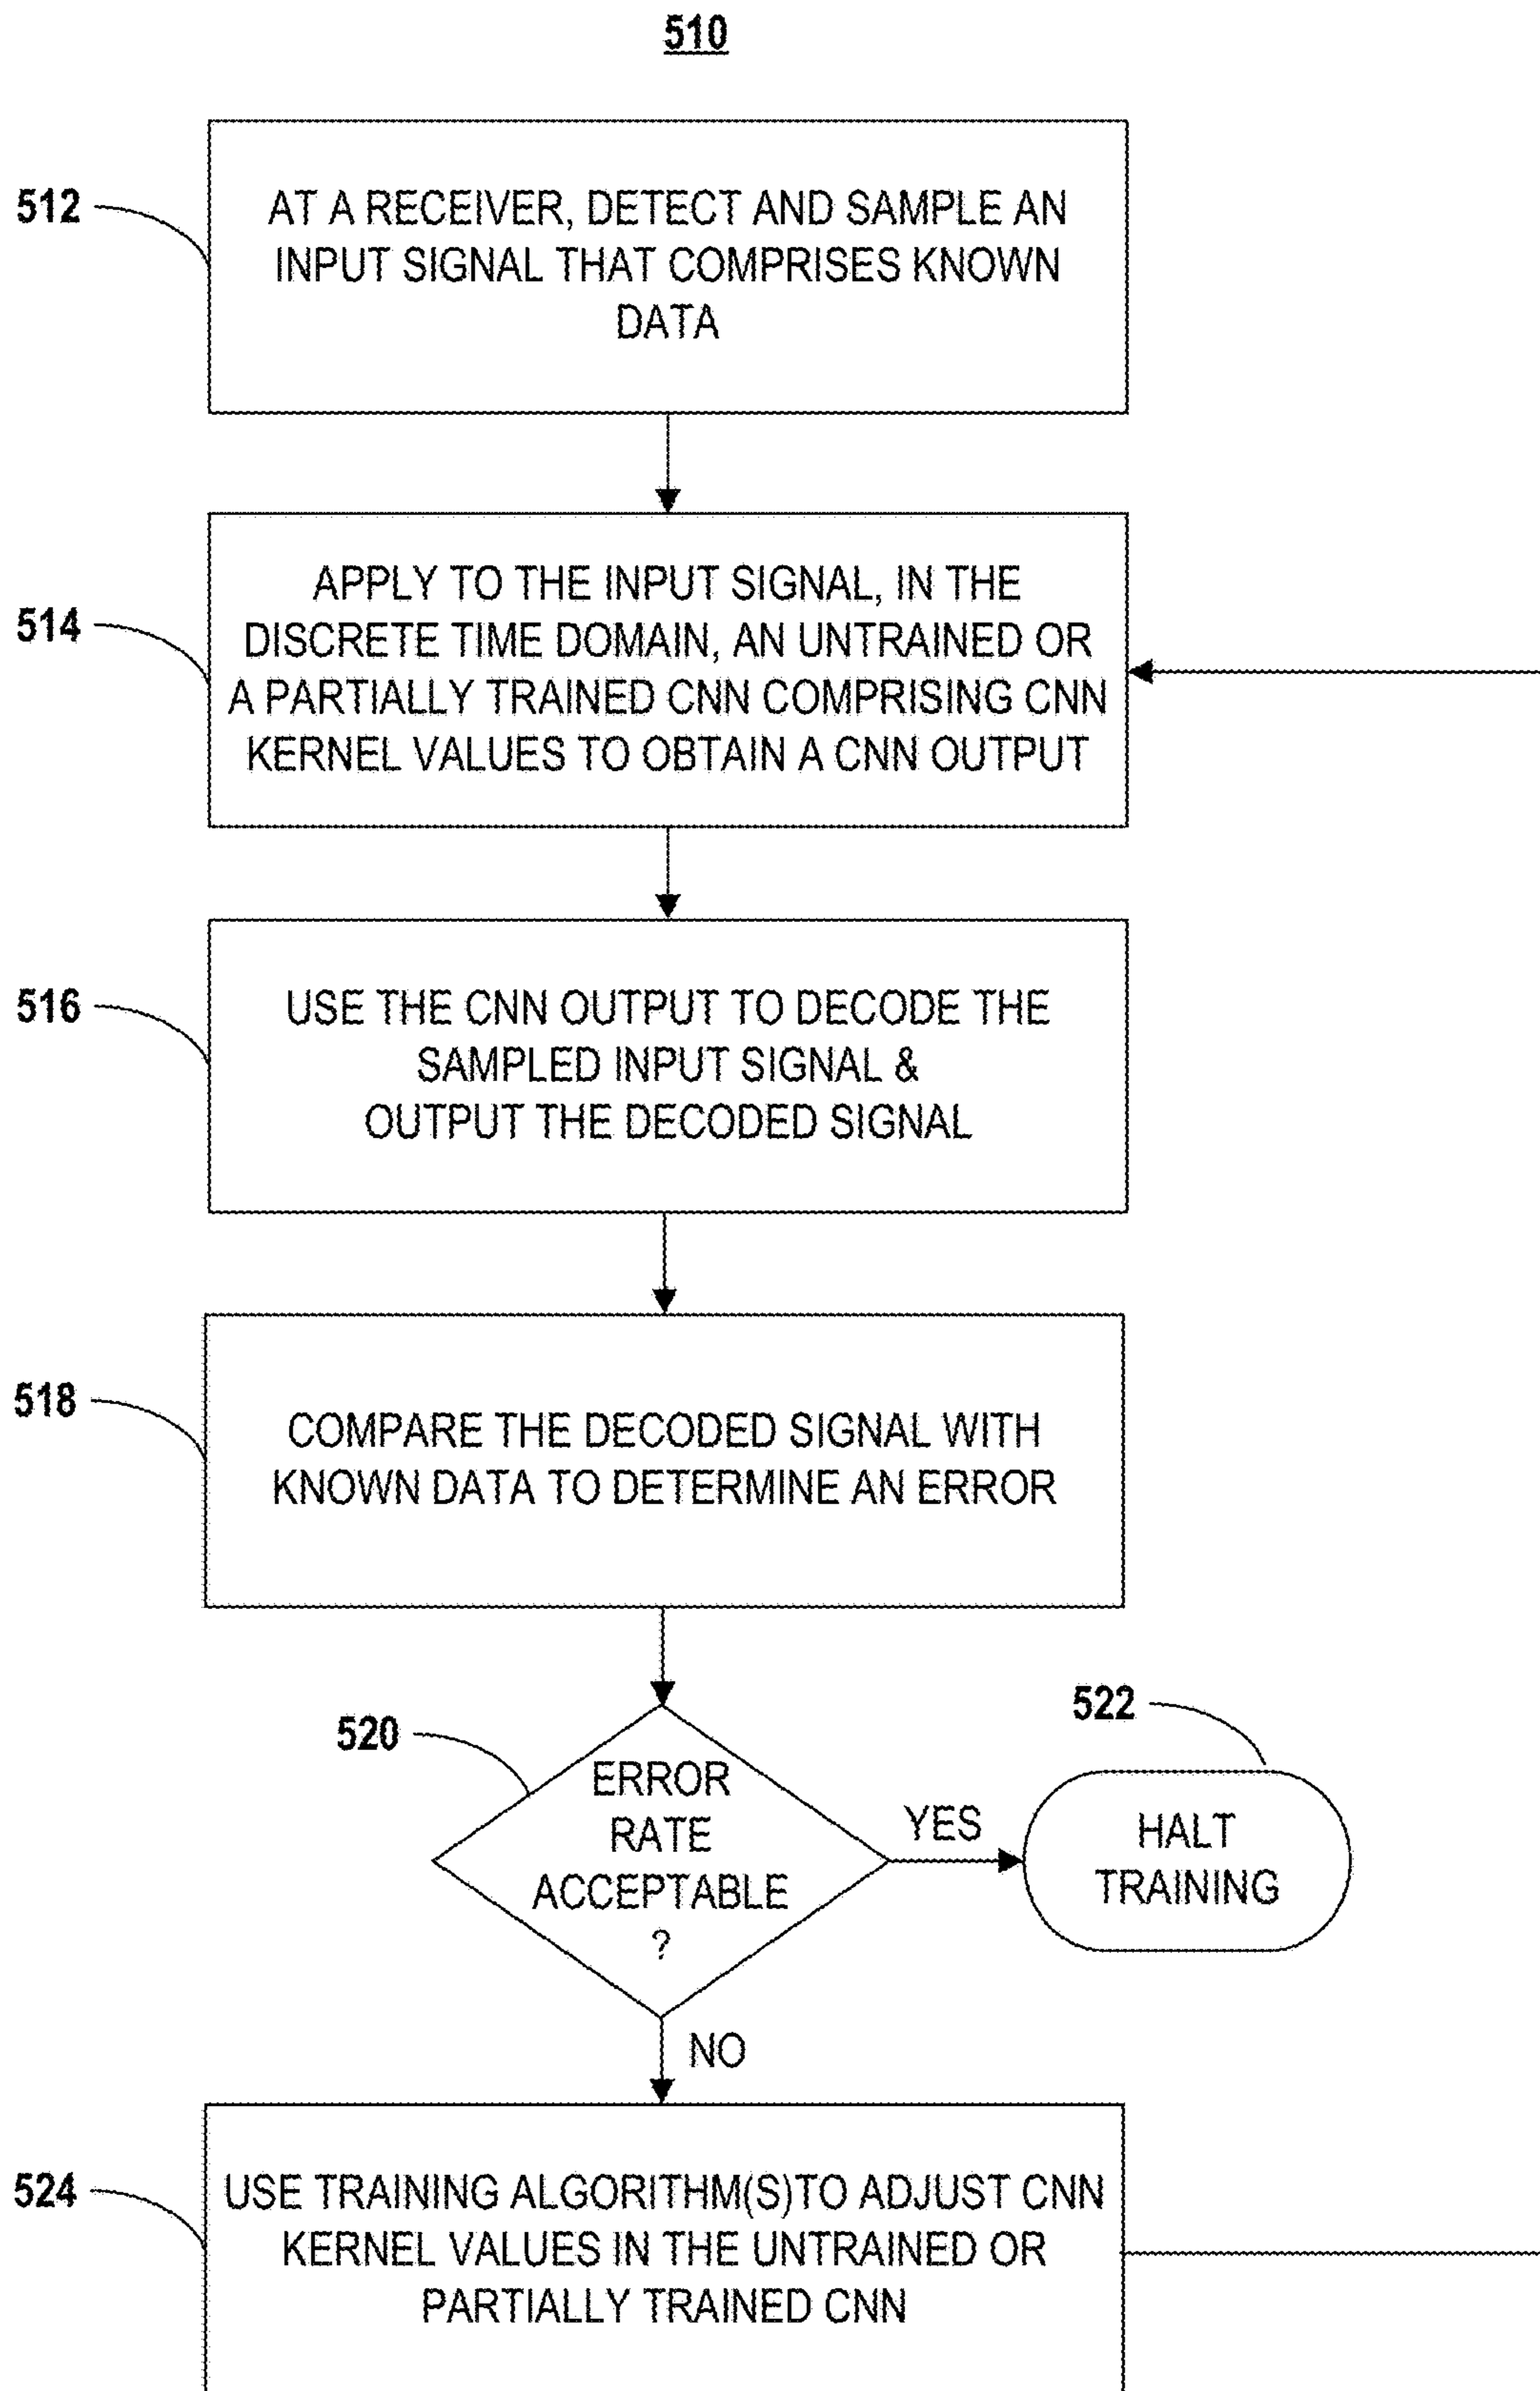 510
512
AT A RECEIVER, DETECT AND SAMPLE AN
INPUT SIGNAL THAT COMPRISES KNOWN
DATA
514
APPLY TO THE INPUT SIGNAL, IN THE
DISCRETE TIME DOMAIN, AN UNTRAINED OR
A PARTIALLY TRAINED CNN COMPRISING CNN
KERNEL VALUES TO OBTAIN A CNN OUTPUT
516
USE THE CNN OUTPUT TO DECODE THE
SAMPLED INPUT SIGNAL &
OUTPUT THE DECODED SIGNAL
518
COMPARE THE DECODED SIGNAL WITH
KNOWN DATA TO DETERMINE AN ERROR
520
ERROR
RATE
ACCEPTABLE
?
YES
522
HALT
TRAINING
NO
524
USE TRAINING ALGORITHM(S)TO ADJUST CNN
KERNEL VALUES IN THE UNTRAINED OR
PARTIALLY TRAINED CNN